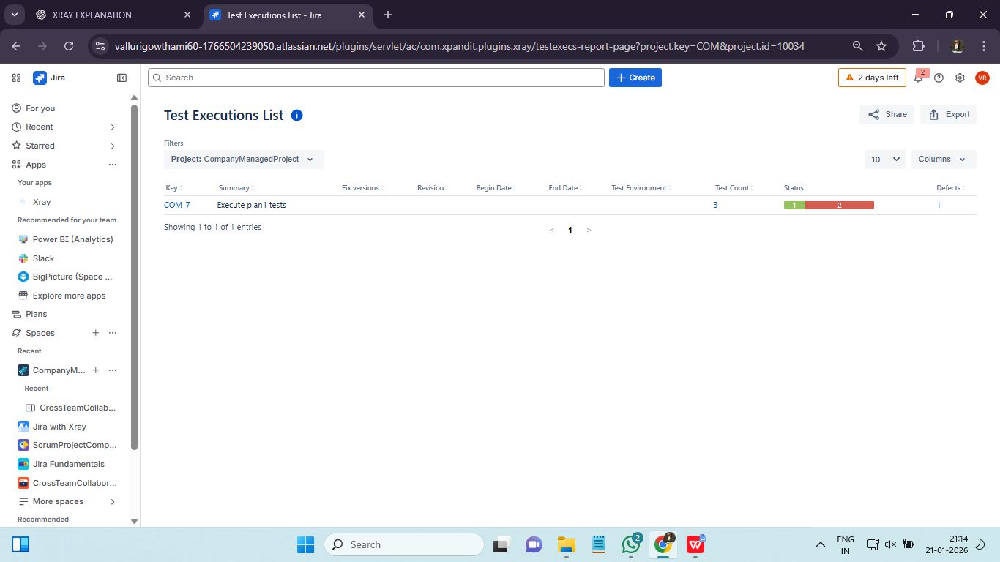 XRAY EXPLANATION
Test Executions List - Jira
vallurigowthami60-1766504239050.atlassian.net/plugins/servlet/ac/com.xpandit.plugins.xray/testexecs-report-page?project.key=COM&project.id=10034
Jira
Search
Create
2 days left
2
VR
For you
Recent
Starred
Apps
Your apps
Xray
Recommended for your team
Power BI (Analytics)
Slack
BigPicture (Space ...
Explore more apps
Plans
Spaces
Recent
CompanyM...
Recent
CrossTeamCollab...
Jira with Xray
ScrumProjectComp...
Jira Fundamentals
CrossTeamCollabor...
More spaces
Recommended
Test Executions List
Share
Export
Filters
Project: CompanyManagedProject
10
Columns
Key Summary Fix versions Revision Begin Date End Date Test Environment Test Count Status Defects
COM-7 Execute plan1 tests 3 1 2 1
Showing 1 to 1 of 1 entries
< 1 >
Search
2
ENG
IN
21:14
21-01-2026